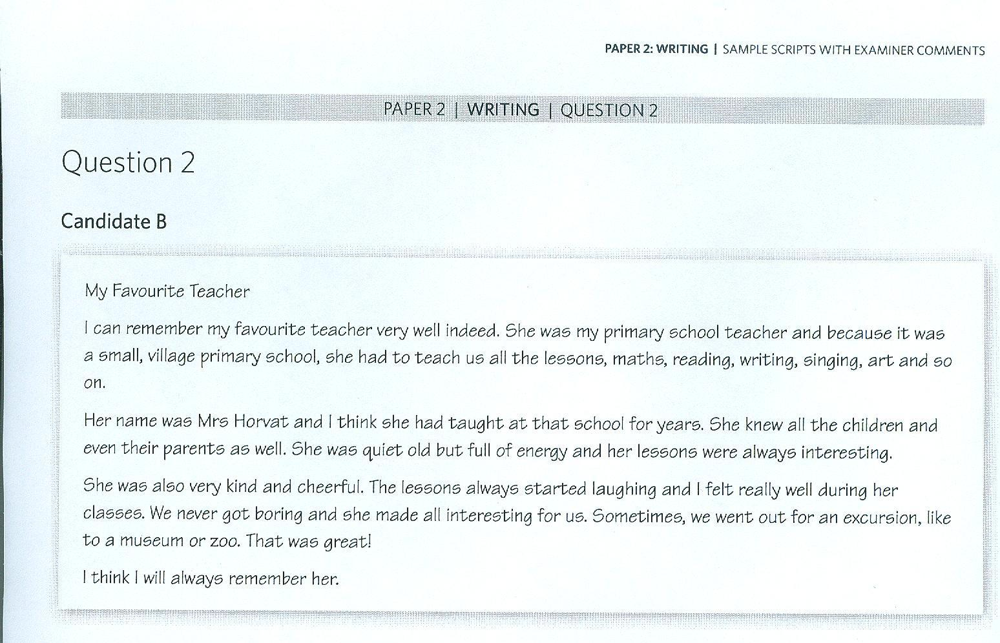 PAPER 2: WRITING | SAMPLE SCRIPTS WITH EXAMINER COMMENTS
PAPER 2 | WRITING | QUESTION 2
Question 2
Candidate B
My Favourite Teacher
I can remember my favourite teacher very well indeed. She was my primary school teacher and because it was
a small, village primary school, she had to teach us all the lessons, maths, reading, writing, singing, art and so
on.
Her name was Mrs Horvat and I think she had taught at that school for years. She knew all the children and
even their parents as well. She was quiet old but full of energy and her lessons were always interesting.
She was also very kind and cheerful. The lessons always started laughing and I felt really well during her
classes. We never got boring and she made all interesting for us. Sometimes, we went out for an excursion, like
to a museum or zoo. That was great!
I think I will always remember her.